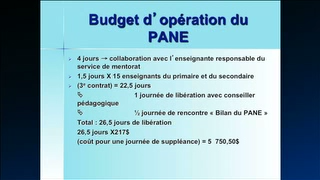 Budget d’opération du
PANE
➢ 4 jours → collaboration avec l’enseignante responsable du
service de mentorat
➢ 1,5 jours X 15 enseignants du primaire et du secondaire
➢ (3e contrat) = 22,5 jours
& 1 journée de libération avec conseiller
pédagogique
& ½ journée de rencontre « Bilan du PANE »
Total : 26,5 jours de libération
26,5 jours X217$
(coût pour une journée de suppléance) = 5 750,50$